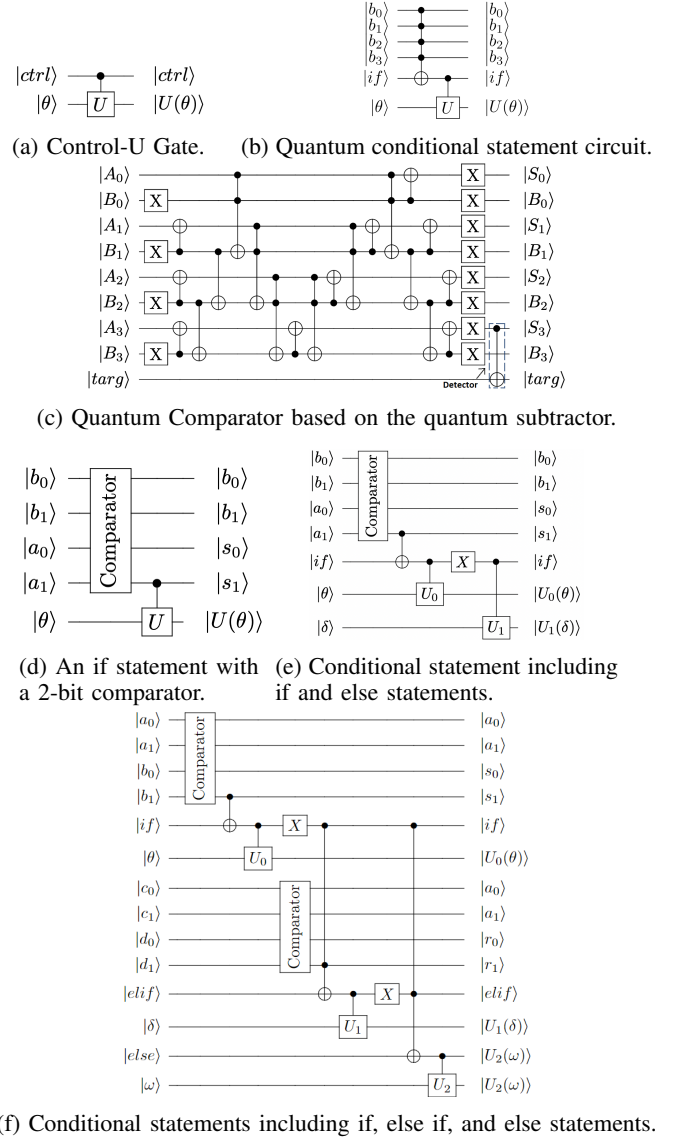 |b₀⟩ |b₀⟩
|b₁⟩ |b₁⟩
|b₂⟩ |b₂⟩
|b₃⟩ |b₃⟩
|ctrl⟩ |ctrl⟩ |if⟩ |if⟩
|θ⟩ U |U(θ)⟩ |θ⟩ U |U(θ)⟩
(a) Control-U Gate. (b) Quantum conditional statement circuit.
|A₀⟩ X |S₀⟩
|B₀⟩ X X |B₀⟩
|A₁⟩ X |S₁⟩
|B₁⟩ X X |B₁⟩
|A₂⟩ X |S₂⟩
|B₂⟩ X X |B₂⟩
|A₃⟩ X |S₃⟩
|B₃⟩ X X |B₃⟩
|targ⟩ Detector |targ⟩
(c) Quantum Comparator based on the quantum subtractor.
|b₀⟩ Comparator |b₀⟩
|b₁⟩ |b₁⟩
|a₀⟩ |s₀⟩
|a₁⟩ |s₁⟩
|θ⟩ U |U(θ)⟩
(d) An if statement with
a 2-bit comparator.
|b₀⟩ Comparator |b₀⟩
|b₁⟩ |b₁⟩
|a₀⟩ |s₀⟩
|a₁⟩ |s₁⟩
|if⟩ X |if⟩
|θ⟩ U₀ |U₀(θ)⟩
|δ⟩ U₁ |U₁(δ)⟩
(e) Conditional statement including
if and else statements.
|a₀⟩ Comparator |a₀⟩
|a₁⟩ |a₁⟩
|b₀⟩ |s₀⟩
|b₁⟩ |s₁⟩
|if⟩ X |if⟩
|θ⟩ U₀ |U₀(θ)⟩
|c₀⟩ Comparator |a₀⟩
|c₁⟩ |a₁⟩
|d₀⟩ |r₀⟩
|d₁⟩ |r₁⟩
|elif⟩ X |elif⟩
|δ⟩ U₁ |U₁(δ)⟩
|else⟩ |U₂(ω)⟩
|ω⟩ U₂ |U₂(ω)⟩
(f) Conditional statements including if, else if, and else statements.